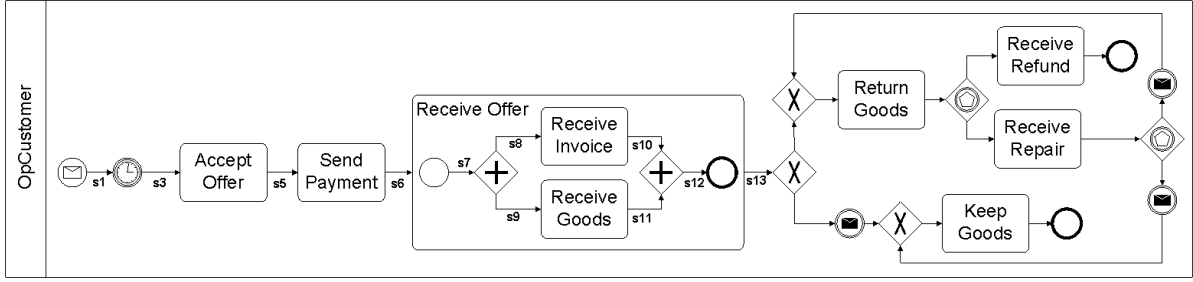 OpCustomer
s1
s3
Accept
Offer
s5
Send
Payment
s6
Receive Offer
s7
s8
s9
Receive
Invoice
Receive
Goods
s10
s11
s12
s13
Return
Goods
Receive
Refund
Receive
Repair
Keep
Goods